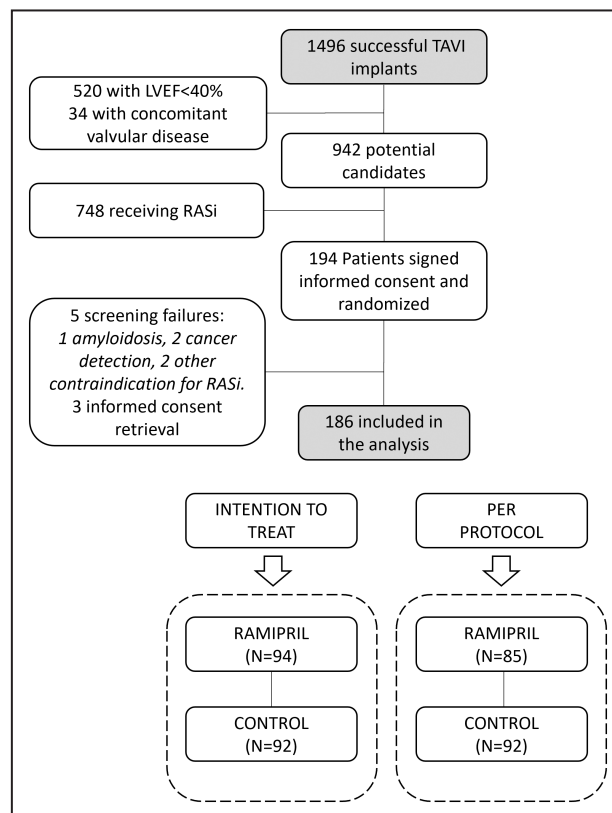 1496 successful TAVI
implants
520 with LVEF<40%
34 with concomitant
valvular disease
942 potential
candidates
748 receiving RASi
194 Patients signed
informed consent and
randomized
5 screening failures:
1 amyloidosis, 2 cancer
detection, 2 other
contraindication for RASi.
3 informed consent
retrieval
186 included in
the analysis
INTENTION TO
TREAT
PER
PROTOCOL
RAMIPRIL
(N=94)
RAMIPRIL
(N=85)
CONTROL
(N=92)
CONTROL
(N=92)